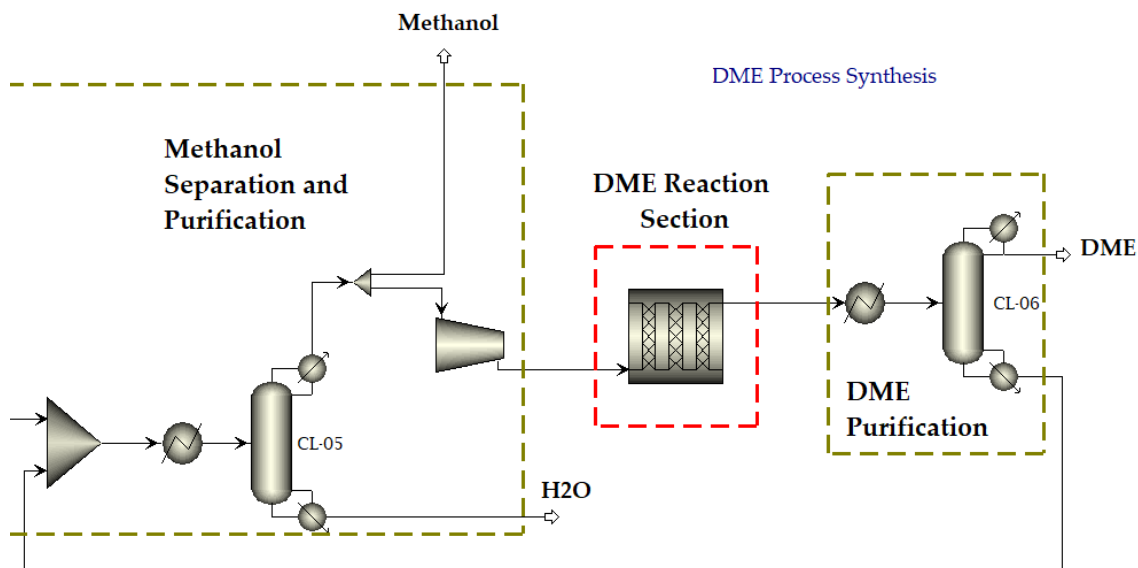 Methanol
DME Process Synthesis
Methanol
Separation and
Purification
DME Reaction
Section
DME
CL-06
DME
Purification
CL-05
H2O